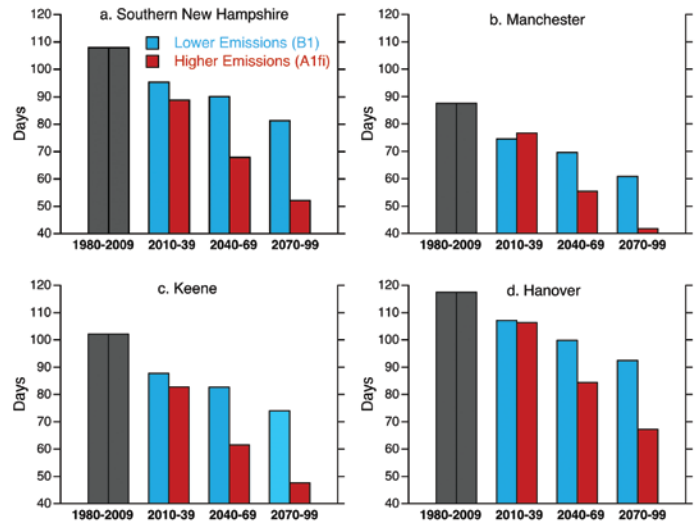 a. Southern New Hampshire
Lower Emissions (B1)
Higher Emissions (A1fi)
Days
120
110
100
90
80
70
60
50
40
1980-2009 2010-39 2040-69 2070-99
b. Manchester
Days
120
110
100
90
80
70
60
50
40
1980-2009 2010-39 2040-69 2070-99
c. Keene
Days
120
110
100
90
80
70
60
50
40
1980-2009 2010-39 2040-69 2070-99
d. Hanover
Days
120
110
100
90
80
70
60
50
40
1980-2009 2010-39 2040-69 2070-99